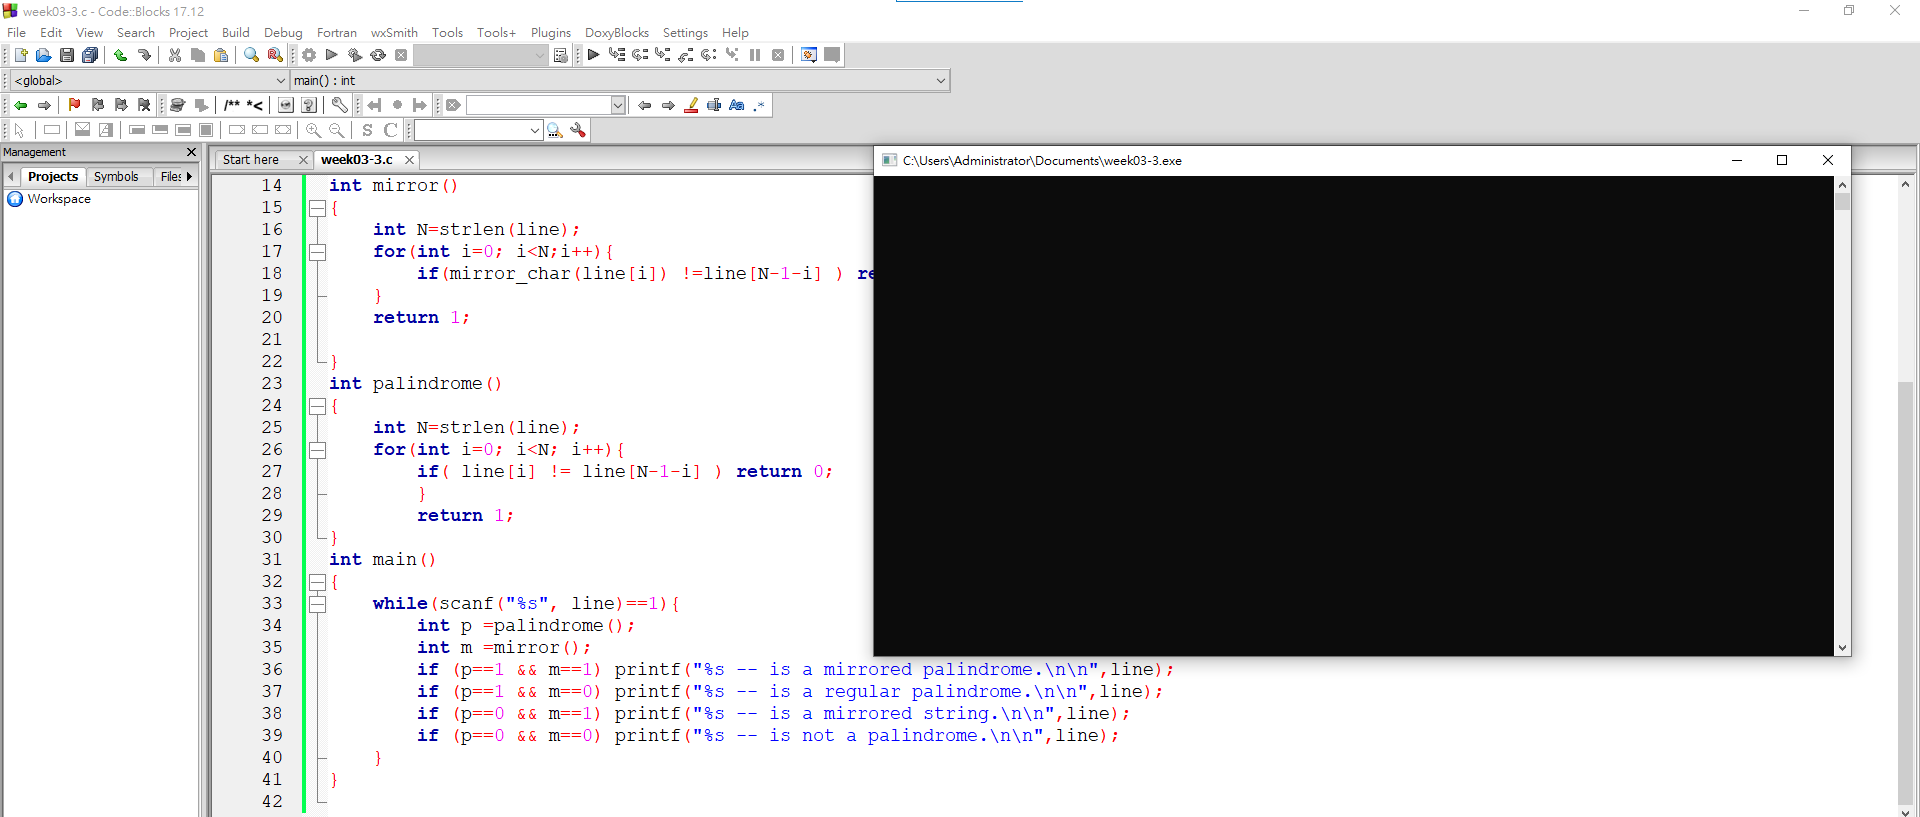 week03-3.c - Code::Blocks 17.12
File Edit View Search Project Build Debug Fortran wxSmith Tools Tools+ Plugins DoxyBlocks Settings Help
<global> main() : int
/** *<
S C
Management
Projects Symbols Files
Workspace
Start here week03-3.c
C:\Users\Administrator\Documents\week03-3.exe
14 int mirror()
15 {
16 int N=strlen(line);
17 for(int i=0; i<N;i++){
18 if(mirror_char(line[i]) !=line[N-1-i] ) re
19 }
20 return 1;
21
22 }
23 int palindrome()
24 {
25 int N=strlen(line);
26 for(int i=0; i<N; i++){
27 if( line[i] != line[N-1-i] ) return 0;
28 }
29 return 1;
30 }
31 int main()
32 {
33 while(scanf("%s", line)==1){
34 int p =palindrome();
35 int m =mirror();
36 if (p==1 && m==1) printf("%s -- is a mirrored palindrome.\n\n",line);
37 if (p==1 && m==0) printf("%s -- is a regular palindrome.\n\n",line);
38 if (p==0 && m==1) printf("%s -- is a mirrored string.\n\n",line);
39 if (p==0 && m==0) printf("%s -- is not a palindrome.\n\n",line);
40 }
41 }
42